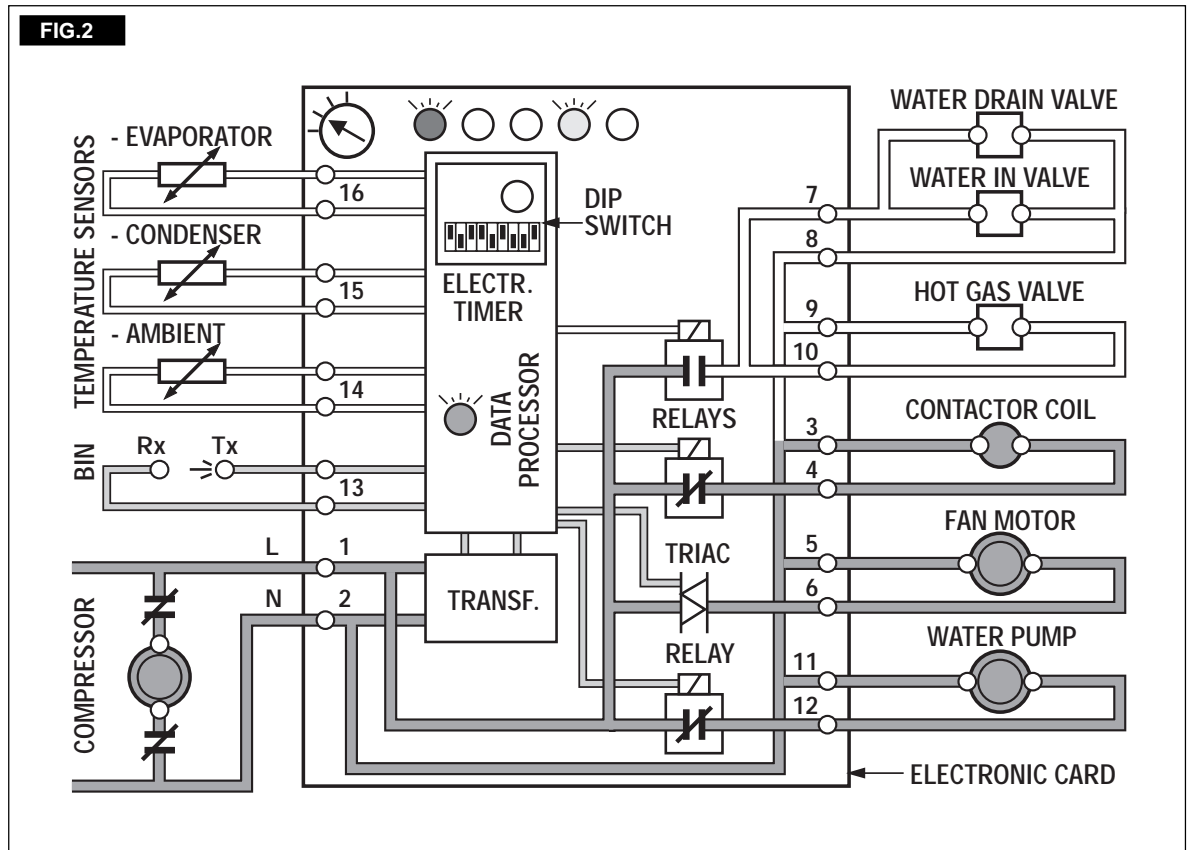 FIG.2
TEMPERATURE SENSORS
- EVAPORATOR
16
- CONDENSER
15
- AMBIENT
14
BIN
Rx
Tx
13
L
1
N
2
COMPRESSOR
DIP
SWITCH
ELECTR.
TIMER
DATA
PROCESSOR
TRANSF.
RELAYS
TRIAC
RELAY
WATER DRAIN VALVE
WATER IN VALVE
7
8
HOT GAS VALVE
9
10
CONTACTOR COIL
3
4
FAN MOTOR
5
6
WATER PUMP
11
12
ELECTRONIC CARD